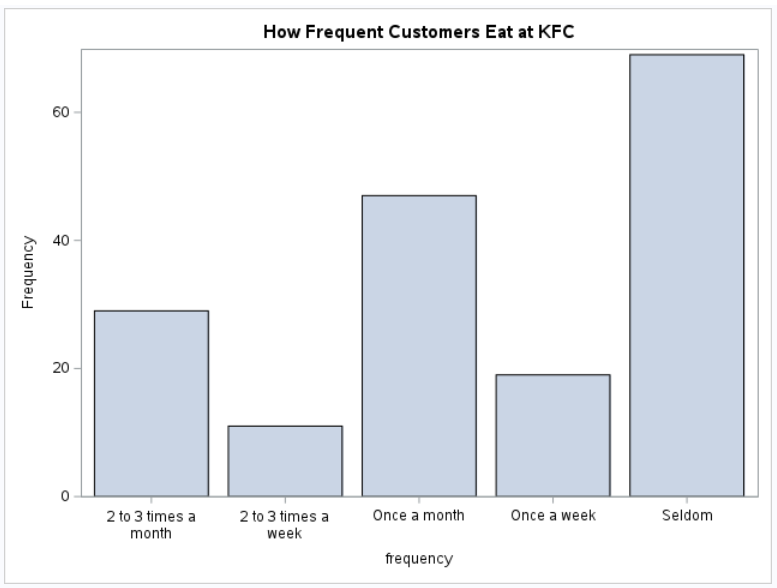 How Frequent Customers Eat at KFC
Frequency
60
40
20
0
2 to 3 times a
month
2 to 3 times a
week
Once a month
Once a week
Seldom
frequency